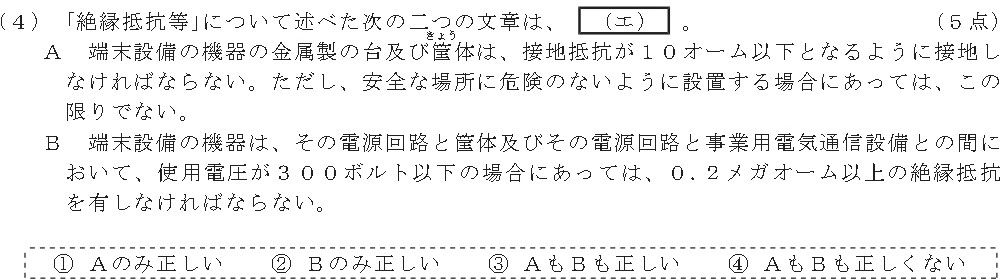 (4) 「絶縁抵抗等」について述べた次の二つの文章は、 (エ) 。 (5点)
A 端末設備の機器の金属製の台及び筐体は、接地抵抗が10オーム以下となるように接地し
きょう
なければならない。ただし、安全な場所に危険のないように設置する場合にあっては、この
限りでない。
B 端末設備の機器は、その電源回路と筐体及びその電源回路と事業用電気通信設備との間に
おいて、使用電圧が300ボルト以下の場合にあっては、0.2メガオーム以上の絶縁抵抗
を有しなければならない。
① Aのみ正しい ② Bのみ正しい ③ AもBも正しい ④ AもBも正しくない